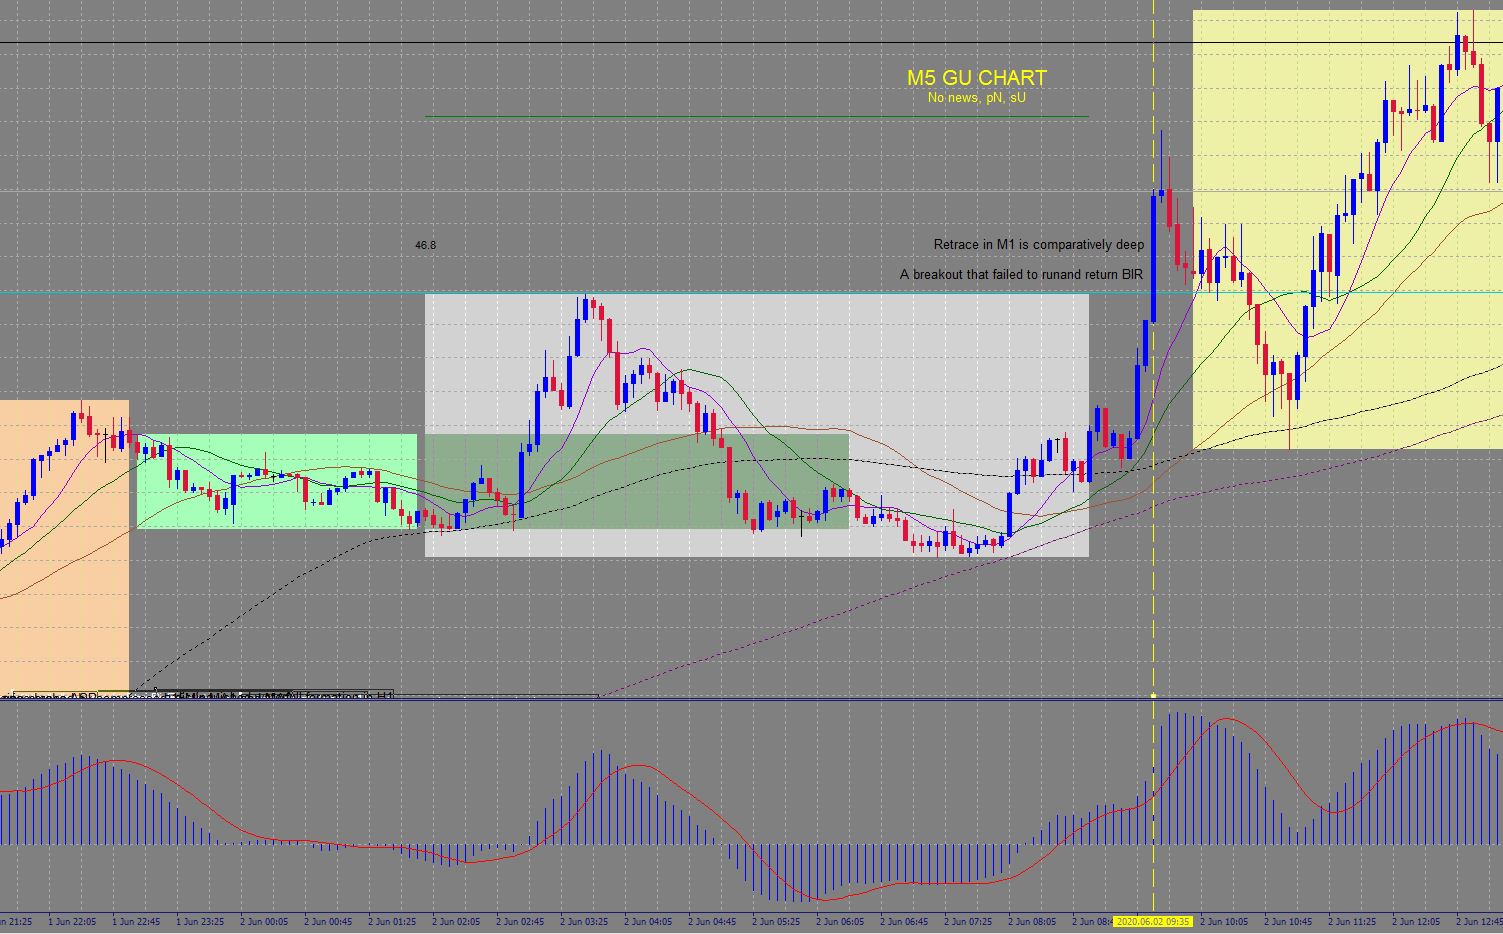 M5 GU CHART
No news, pN, sU
46.8
Retrace in M1 is comparatively deep
A breakout that failed to runand return BIR
formation in H1
21:25
1 Jun 22:05
1 Jun 22:45
1 Jun 23:25
2 Jun 00:05
2 Jun 00:45
2 Jun 01:25
2 Jun 02:05
2 Jun 02:45
2 Jun 03:25
2 Jun 04:05
2 Jun 04:45
2 Jun 05:25
2 Jun 06:05
2 Jun 06:45
2 Jun 07:25
2 Jun 08:05
2 Jun 08:4
2020.06.02 09:35
2 Jun 10:05
2 Jun 10:45
2 Jun 11:25
2 Jun 12:05
2 Jun 12:45